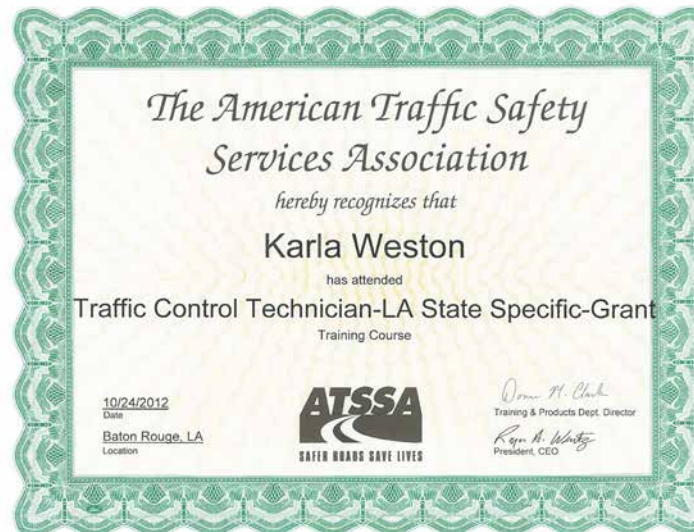 The American Traffic Safety
Services Association
hereby recognizes that
Karla Weston
has attended
Traffic Control Technician-LA State Specific-Grant
Training Course
10/24/2012
Date
Baton Rouge, LA
Location
ATSSA
SAFER ROADS SAVE LIVES
Training & Products Dept. Director
President, CEO